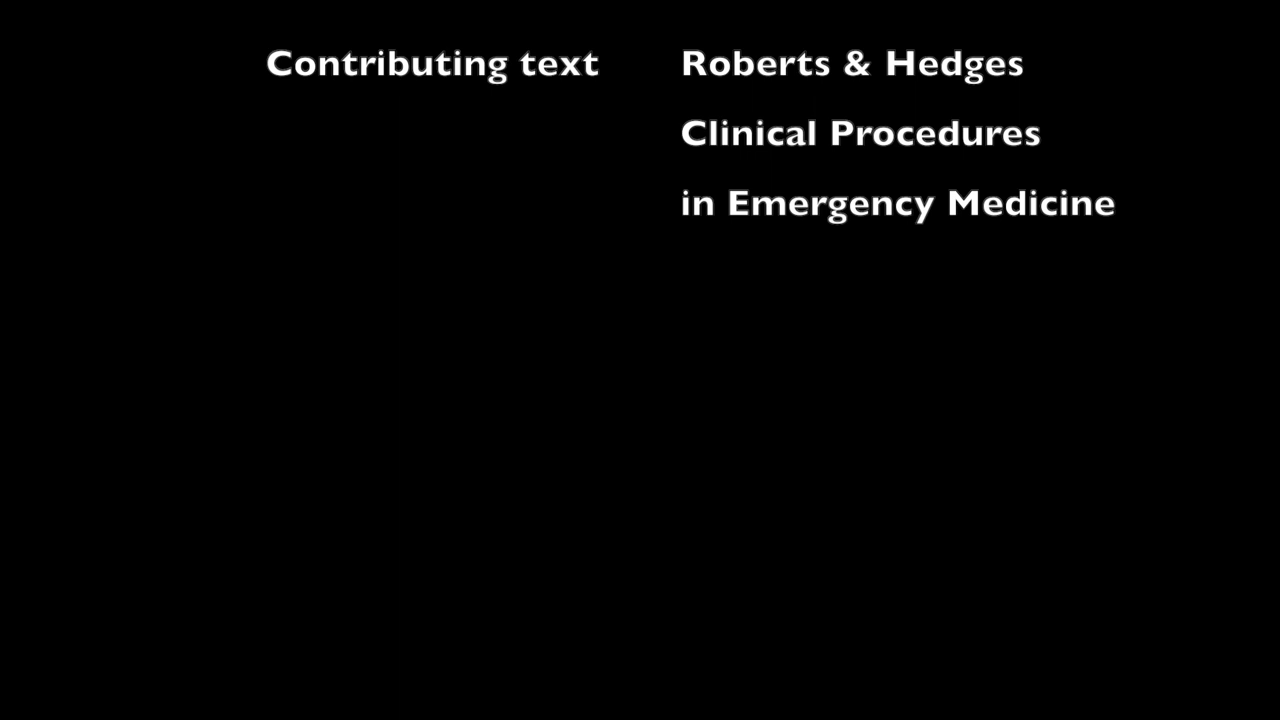 Contributing text Roberts & Hedges
Clinical Procedures
in Emergency Medicine